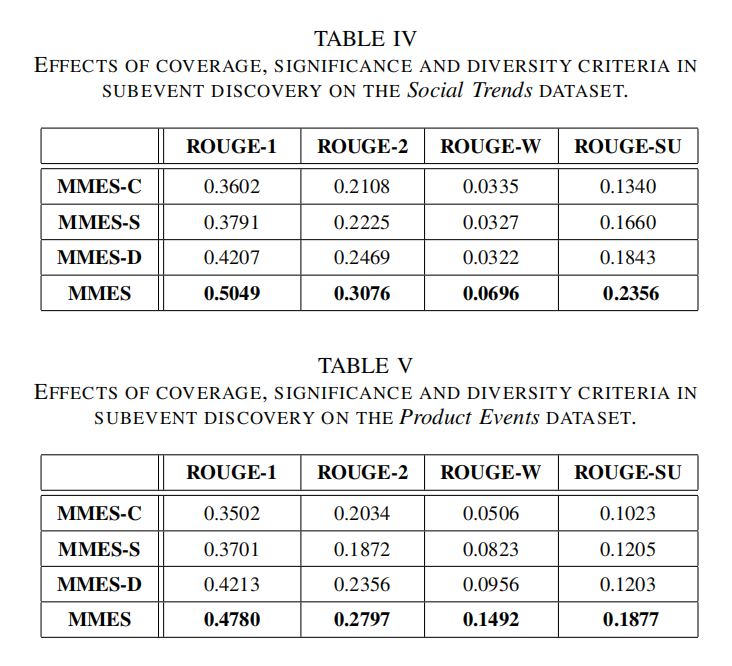 TABLE IV
EFFECTS OF COVERAGE, SIGNIFICANCE AND DIVERSITY CRITERIA IN
SUBEVENT DISCOVERY ON THE Social Trends DATASET.
ROUGE-1 ROUGE-2 ROUGE-W ROUGE-SU
MMES-C 0.3602 0.2108 0.0335 0.1340
MMES-S 0.3791 0.2225 0.0327 0.1660
MMES-D 0.4207 0.2469 0.0322 0.1843
MMES 0.5049 0.3076 0.0696 0.2356
TABLE V
EFFECTS OF COVERAGE, SIGNIFICANCE AND DIVERSITY CRITERIA IN
SUBEVENT DISCOVERY ON THE Product Events DATASET.
ROUGE-1 ROUGE-2 ROUGE-W ROUGE-SU
MMES-C 0.3502 0.2034 0.0506 0.1023
MMES-S 0.3701 0.1872 0.0823 0.1205
MMES-D 0.4213 0.2356 0.0956 0.1203
MMES 0.4780 0.2797 0.1492 0.1877